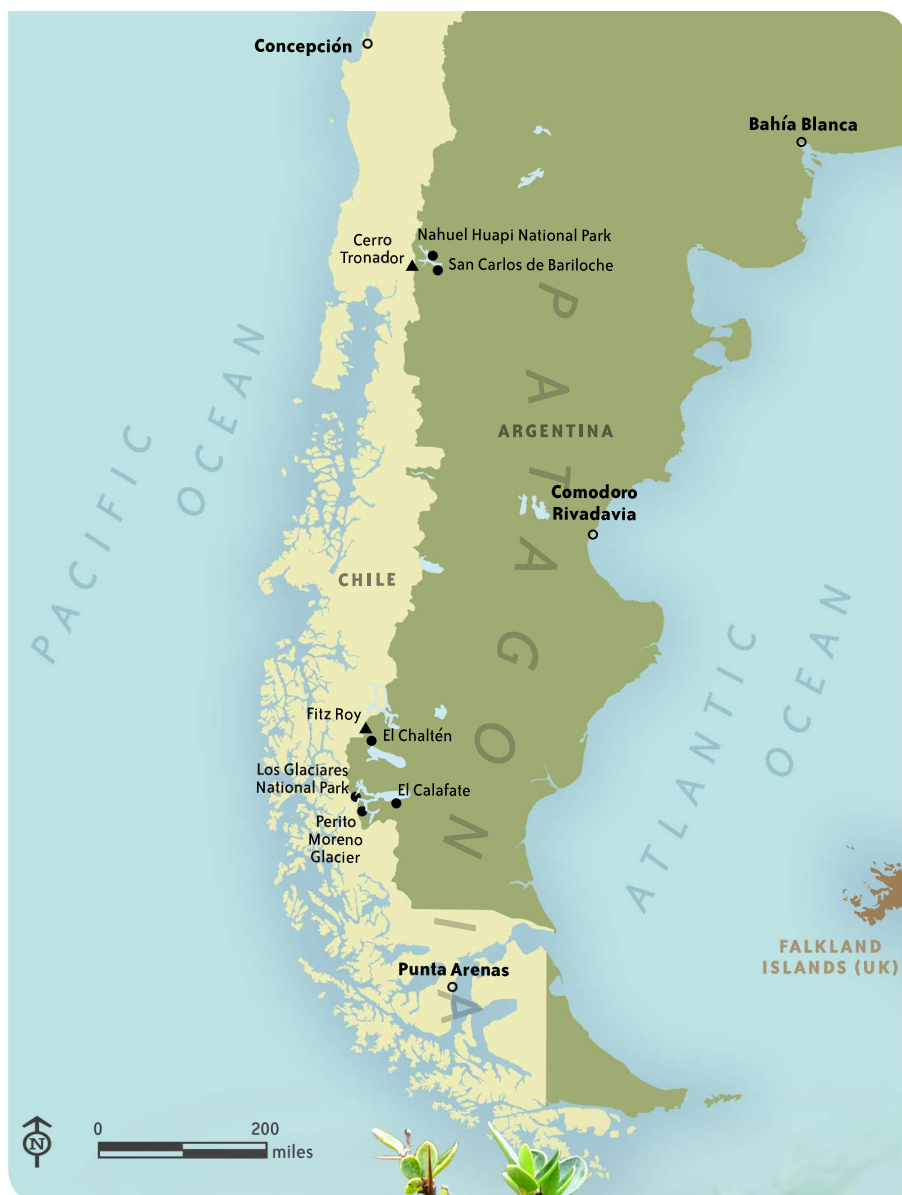 Concepción
Bahía Blanca
Nahuel Huapi National Park
Cerro
Tronador
San Carlos de Bariloche
PATAGONIA
PACIFIC
OCEAN
ARGENTINA
Comodoro
Rivadavia
CHILE
ATLANTIC
OCEAN
Fitz Roy
El Chaltén
Los Glaciares
National Park
El Calafate
Perito
Moreno
Glacier
FALKLAND
ISLANDS (UK)
Punta Arenas
N
0 200
miles